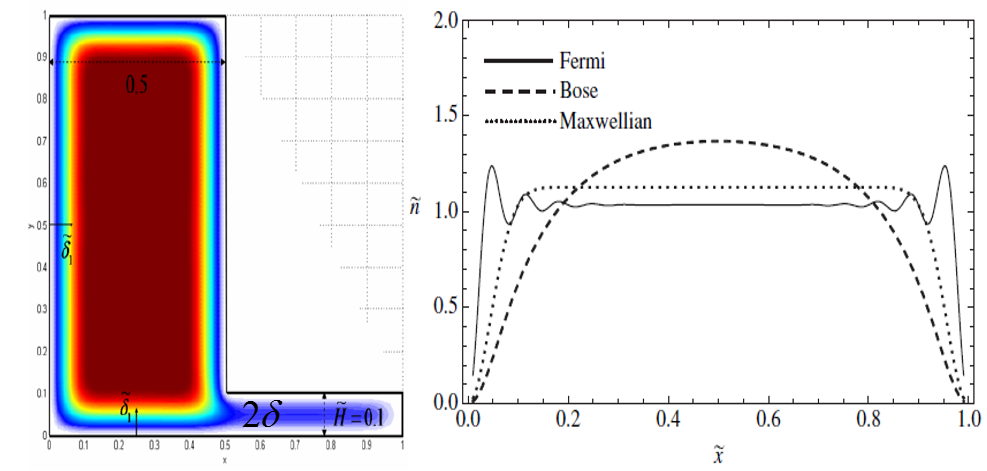 1
0.9
0.8
0.7
0.6
0.5
0.4
0.3
0.2
0.1
0
y
0.5
δ̃1
δ̃1
2δ
H̃ = 0.1
0 0.1 0.2 0.3 0.4 0.5 0.6 0.7 0.8 0.9 1
x
2.0
1.5
1.0
0.5
0.0
ñ
Fermi
Bose
Maxwellian
0.0 0.2 0.4 0.6 0.8 1.0
x̃